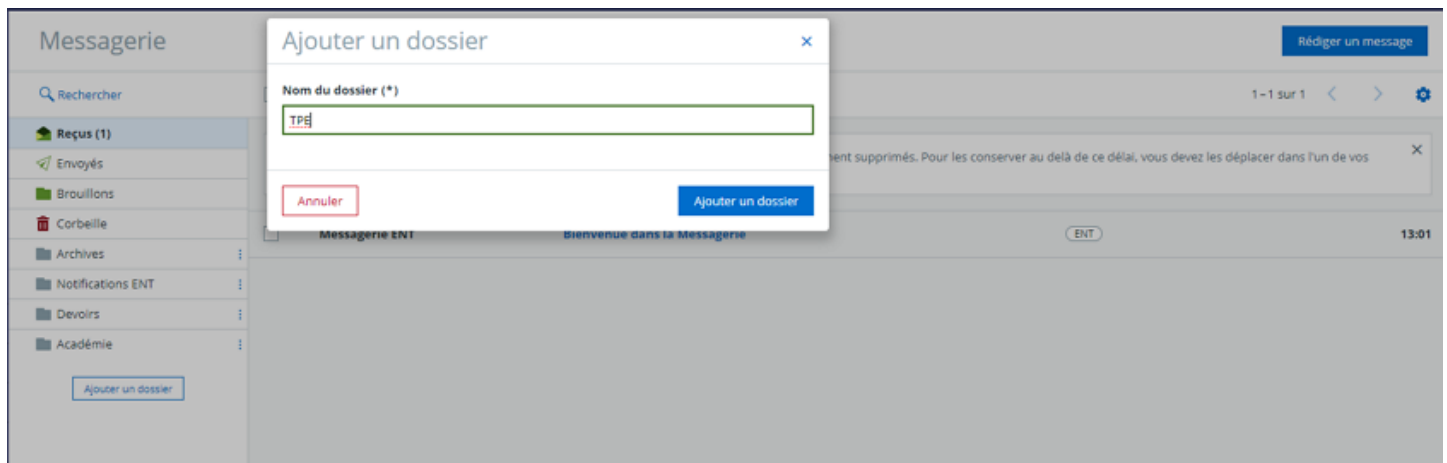 Messagerie
Ajouter un dossier
×
Rédiger un message
Rechercher
Nom du dossier (*)
TPE
1–1 sur 1
Reçus (1)
Envoyés
supprimés. Pour les conserver au delà de ce délai, vous devez les déplacer dans l'un de vos
×
Brouillons
Annuler
Ajouter un dossier
Corbeille
Messagerie ENT
Bienvenue dans la Messagerie
ENT
13:01
Archives
Notifications ENT
Devoirs
Académie
Ajouter un dossier